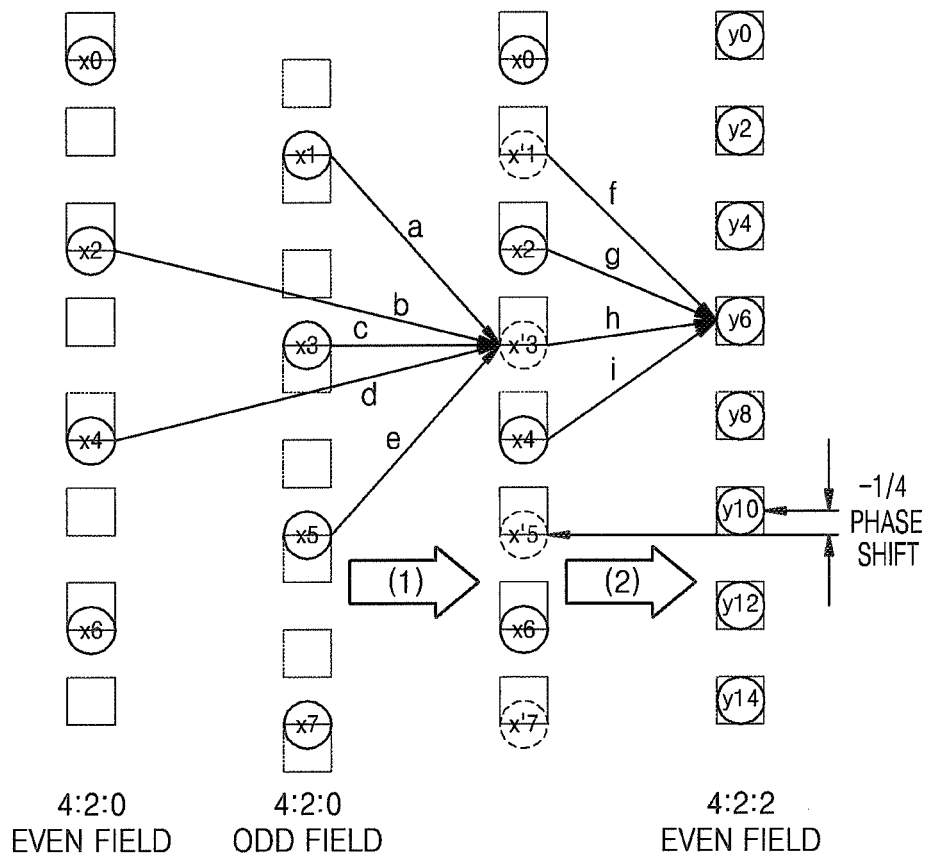 x0
x2
x4
x6
x1
x3
x5
x7
a
b
c
d
e
(1)
x0
x'1
x2
x'3
x4
x'5
x6
x'7
f
g
h
i
(2)
y0
y2
y4
y6
y8
y10
y12
y14
-1/4
PHASE
SHIFT
4:2:0
EVEN FIELD
4:2:0
ODD FIELD
4:2:2
EVEN FIELD